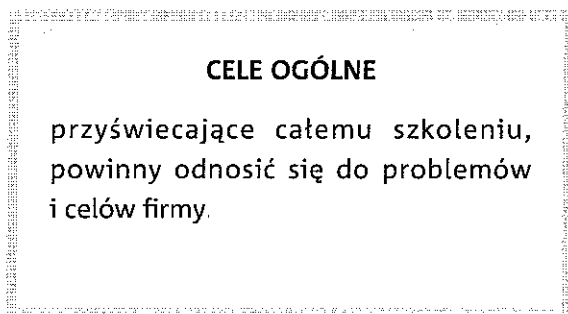 CELE OGÓLNE
przyświecające całemu szkoleniu,
powinny odnosić się do problemów
i celów firmy.